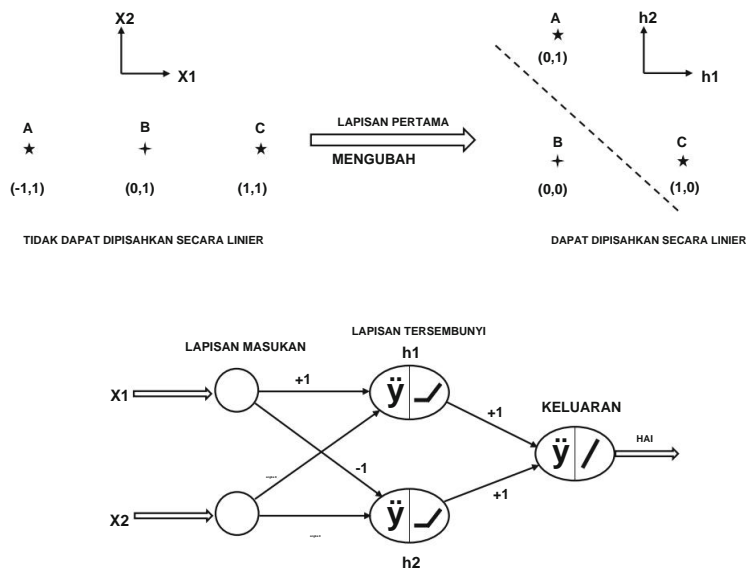 X2
X1
A B C
(-1,1) (0,1) (1,1)
TIDAK DAPAT DIPISAHKAN SECARA LINIER
LAPISAN PERTAMA
MENGUBAH
A
(0,1)
h2
h1
B C
(0,0) (1,0)
DAPAT DIPISAHKAN SECARA LINIER
LAPISAN MASUKAN
LAPISAN TERSEMBUNYI
h1
X1
+1
ÿ
+1
KELUARAN
ÿ
HAI
-1
X2
ÿ
+1
h2